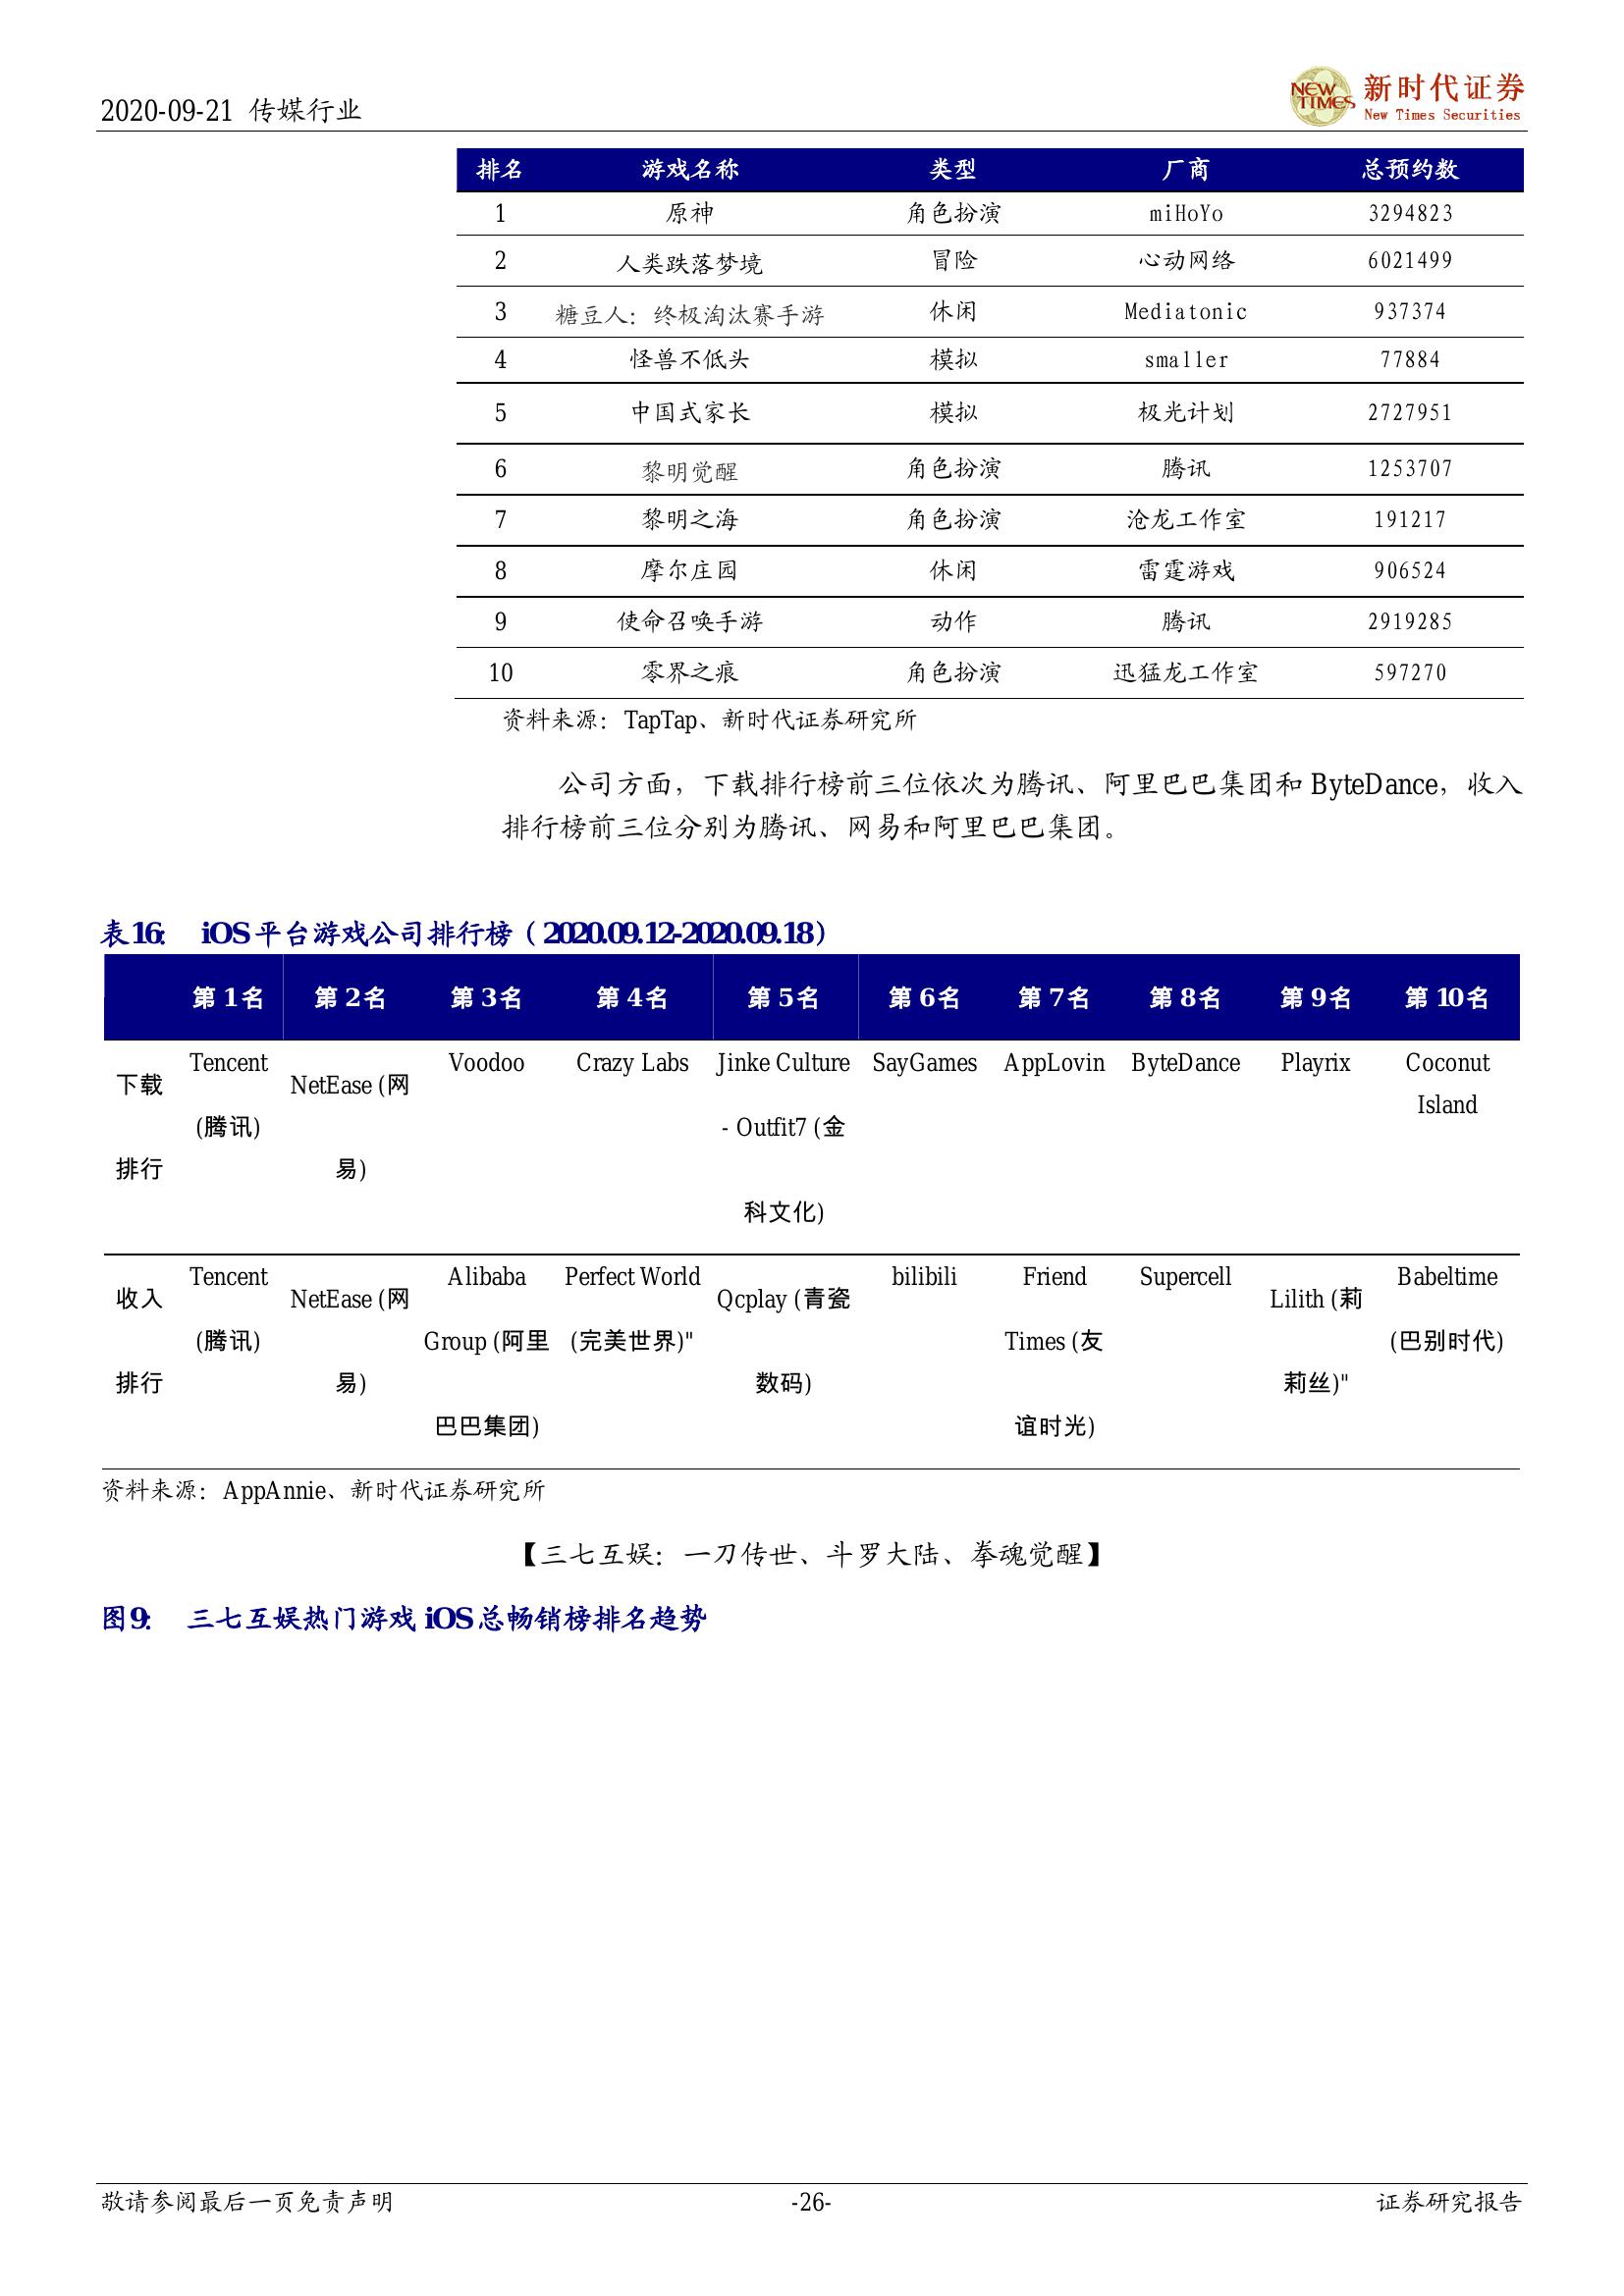 2020-09-21 传媒行业
NEW TIMES 新时代证券
New Times Securities
排名 游戏名称 类型 厂商 总预约数
1 原神 角色扮演 miHoYo 3294823
2 人类跌落梦境 冒险 心动网络 6021499
3 糖豆人：终极淘汰赛手游 休闲 Mediatonic 937374
4 怪兽不低头 模拟 smaller 77884
5 中国式家长 模拟 极光计划 2727951
6 黎明觉醒 角色扮演 腾讯 1253707
7 黎明之海 角色扮演 沧龙工作室 191217
8 摩尔庄园 休闲 雷霆游戏 906524
9 使命召唤手游 动作 腾讯 2919285
10 零界之痕 角色扮演 迅猛龙工作室 597270
资料来源：TapTap、新时代证券研究所
公司方面，下载排行榜前三位依次为腾讯、阿里巴巴集团和 ByteDance，收入
排行榜前三位分别为腾讯、网易和阿里巴巴集团。
表16： iOS 平台游戏公司排行榜（2020.09.12-2020.09.18）
第 1 名 第 2 名 第 3 名 第 4 名 第 5 名 第 6 名 第 7 名 第 8 名 第 9 名 第 10 名
Tencent Voodoo Crazy Labs Jinke Culture SayGames AppLovin ByteDance Playrix Coconut
下载 NetEase (网
Island
(腾讯) - Outfit7 (金
排行 易)
科文化)
Tencent Alibaba Perfect World bilibili Friend Supercell Babeltime
收入 NetEase (网 Qcplay (青瓷 Lilith (莉
(腾讯) Group (阿里 (完美世界)" Times (友 (巴别时代)
排行 易) 数码) 莉丝)"
巴巴集团) 谊时光)
资料来源：AppAnnie、新时代证券研究所
【三七互娱：一刀传世、斗罗大陆、拳魂觉醒】
图9： 三七互娱热门游戏 iOS 总畅销榜排名趋势
敬请参阅最后一页免责声明 -26- 证券研究报告